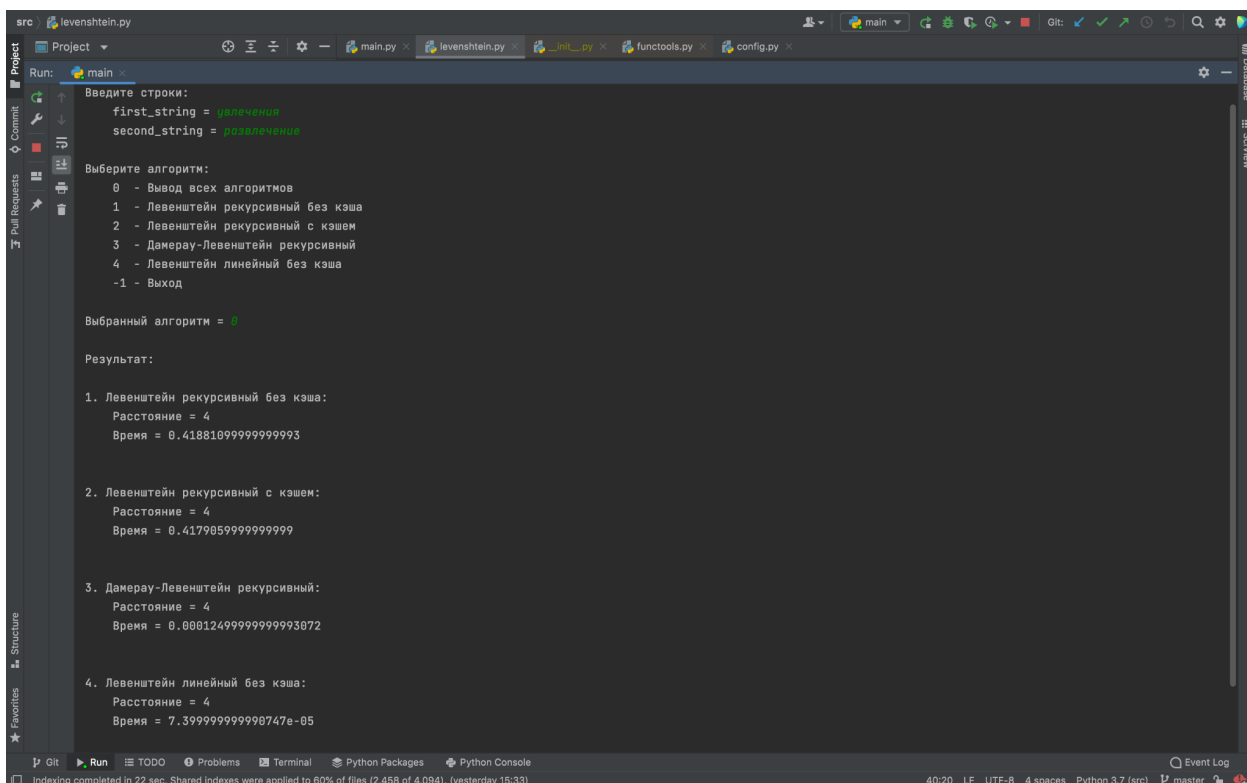 src levenshtein.py
main
Git:
Project
main.py
levenshtein.py
__init__.py
functools.py
config.py
Run: main
Введите строки:
first_string = увлечения
second_string = развлечение
Выберите алгоритм:
0 - Вывод всех алгоритмов
1 - Левенштейн рекурсивный без кэша
2 - Левенштейн рекурсивный с кэшем
3 - Дамерау-Левенштейн рекурсивный
4 - Левенштейн линейный без кэша
-1 - Выход
Выбранный алгоритм = 0
Результат:
1. Левенштейн рекурсивный без кэша:
Расстояние = 4
Время = 0.41881099999999993
2. Левенштейн рекурсивный с кэшем:
Расстояние = 4
Время = 0.4179059999999999
3. Дамерау-Левенштейн рекурсивный:
Расстояние = 4
Время = 0.00012499999999993072
4. Левенштейн линейный без кэша:
Расстояние = 4
Время = 7.399999999990747e-05
Project
Commit
Pull Requests
Structure
Favorites
Database
SciView
Git Run TODO Problems Terminal Python Packages Python Console Event Log
Indexing completed in 22 sec. Shared indexes were applied to 60% of files (2,458 of 4,094). (yesterday 15:33) 40:20 LF UTF-8 4 spaces Python 3.7 (src) master